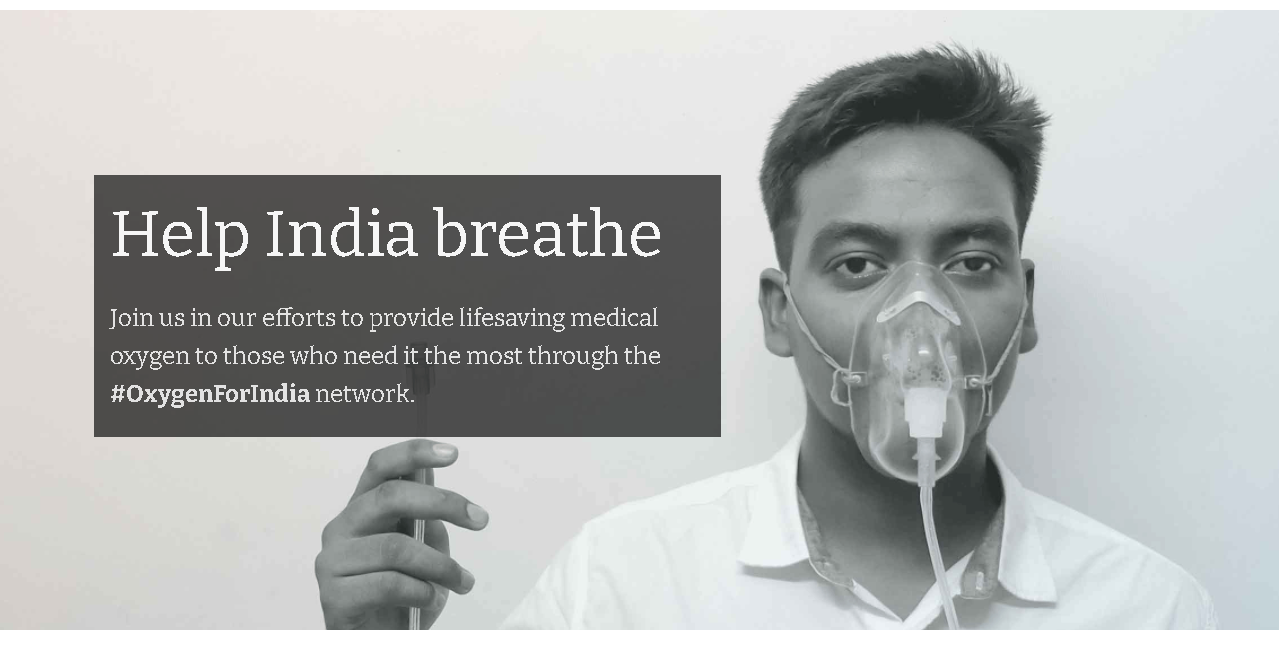 Help India breathe
Join us in our efforts to provide lifesaving medical
oxygen to those who need it the most through the
#OxygenForIndia network.